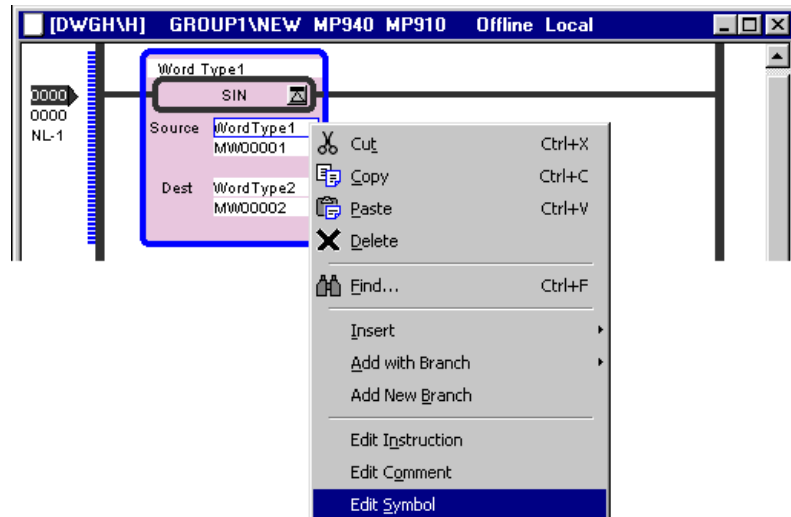 [DWGH\H] GROUP1\NEW MP940 MP910 Offline Local
Word Type1
SIN
0000
0000
NL-1
Source WordType1
MW00001
Dest WordType2
MW00002
Cut Ctrl+X
Copy Ctrl+C
Paste Ctrl+V
Delete
Find... Ctrl+F
Insert
Add with Branch
Add New Branch
Edit Instruction
Edit Comment
Edit Symbol